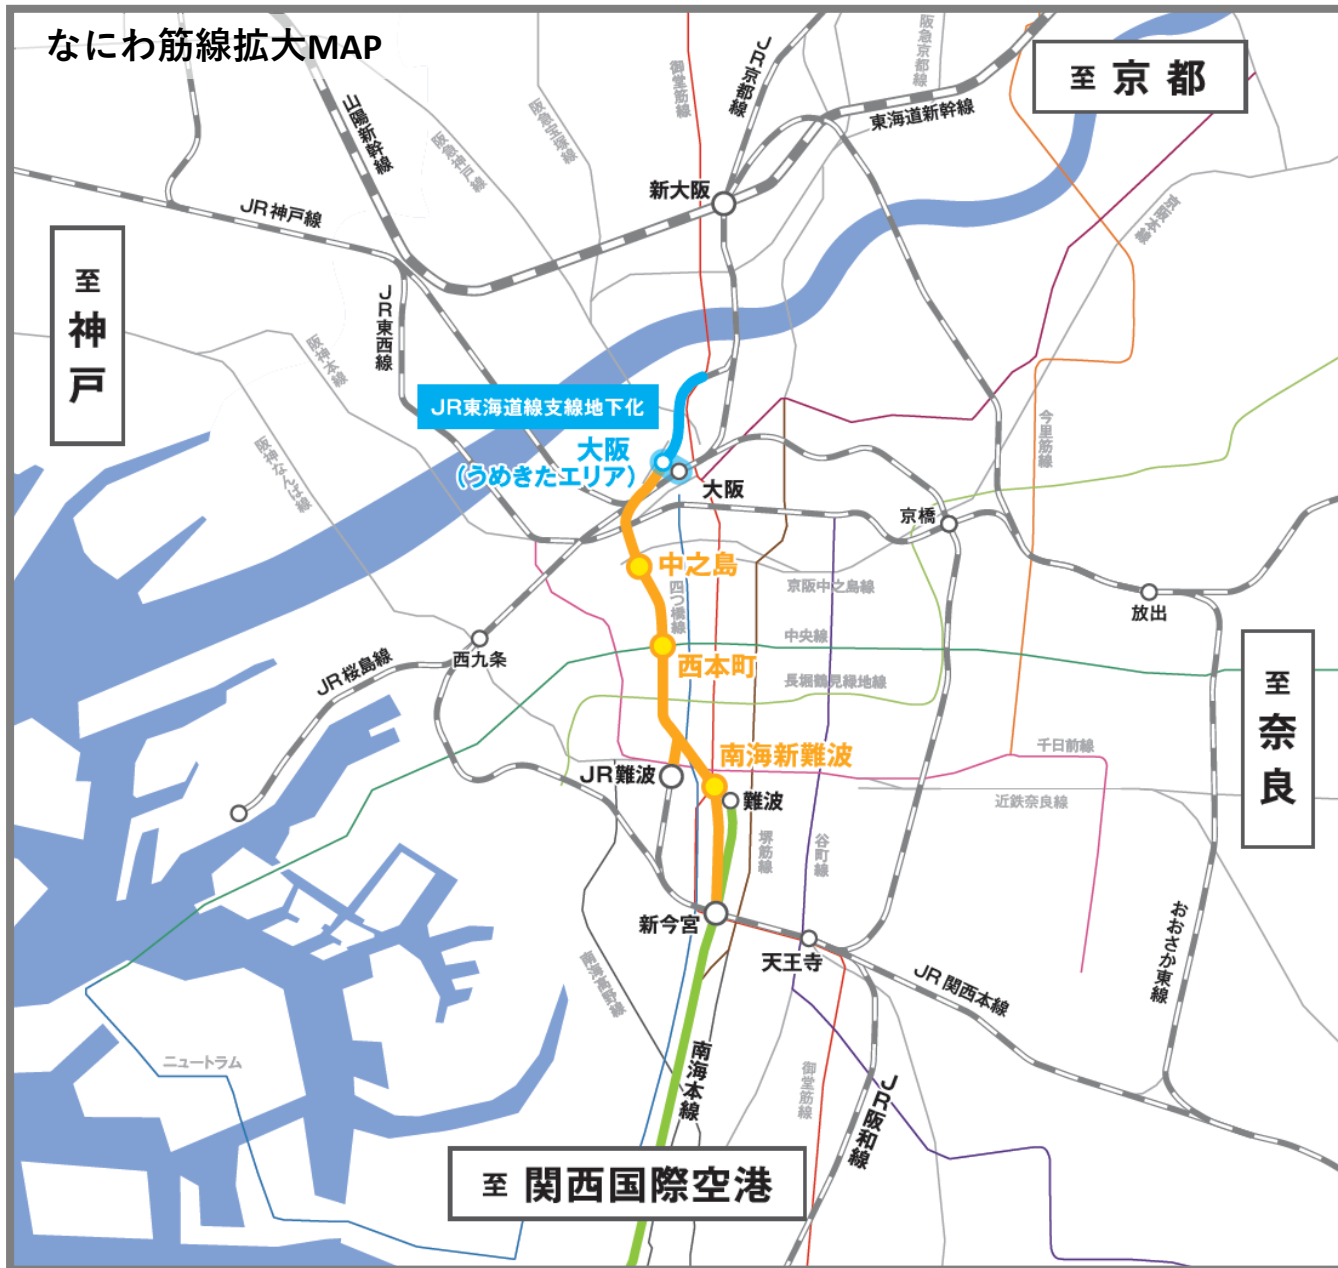 なにわ筋線拡大MAP
至 京都
山陽新幹線
阪急神戸線
阪急宝塚線
御堂筋線
JR京都線
阪急京都線
東海道新幹線
新大阪
JR神戸線
京阪本線
至 神戸
JR東西線
阪神本線
JR東海道線支線地下化
大阪
(うめきたエリア)
大阪
阪神なんば線
今里筋線
京橋
中之島
四つ橋線
京阪中之島線
放出
西九条
中央線
西本町
JR桜島線
長堀鶴見緑地線
至 奈良
南海新難波
千日前線
JR難波
難波
近鉄奈良線
堺筋線
谷町線
新今宮
天王寺
おおさか東線
南海高野線
JR関西本線
ニュートラム
南海本線
御堂筋線
JR阪和線
至 関西国際空港